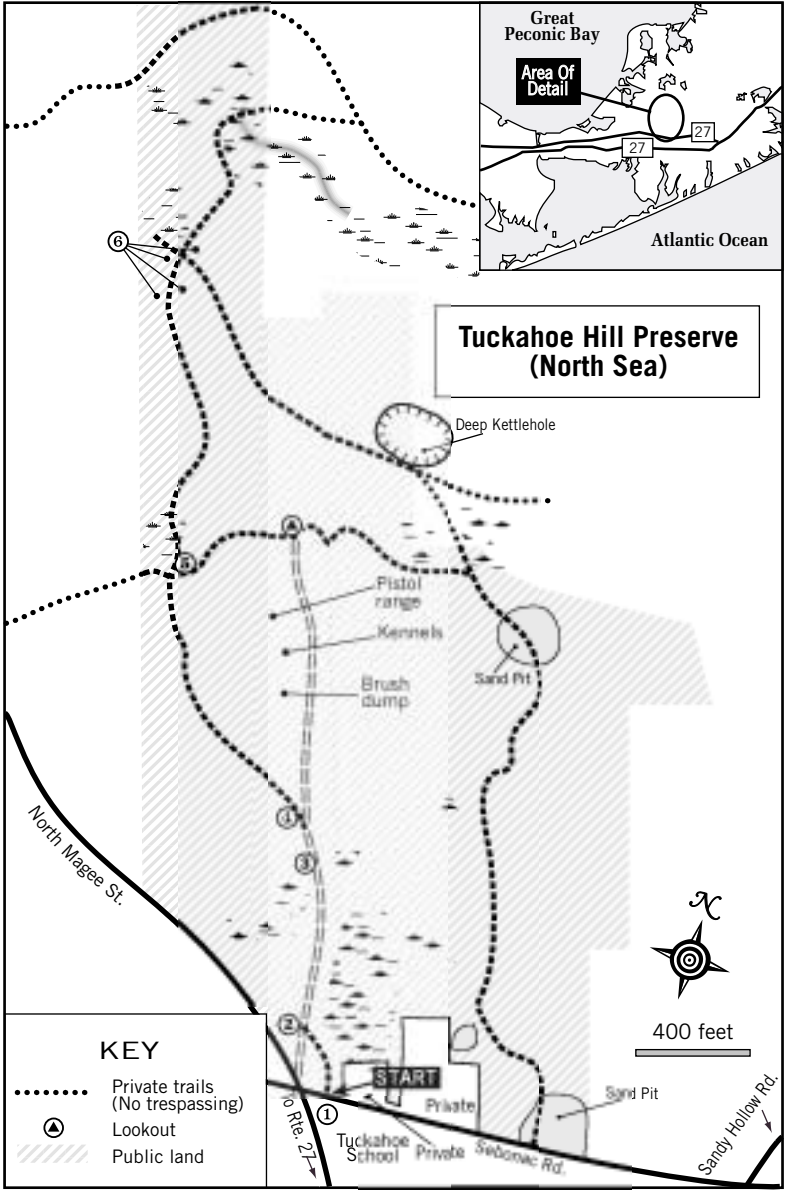 Great
Peconic Bay
Area Of
Detail
27
27
Atlantic Ocean
6
Tuckahoe Hill Preserve
(North Sea)
Deep Kettlehole
5
Pistol
range
Kennels
Sand Pit
Brush
dump
4
North Magee St.
3
N
2
400 feet
KEY
Private trails
(No trespassing)
Lookout
Public land
START
1
Private
Sand Pit
To Rte. 27
Tuckahoe
School
Private
Sebonac Rd.
Sandy Hollow Rd.